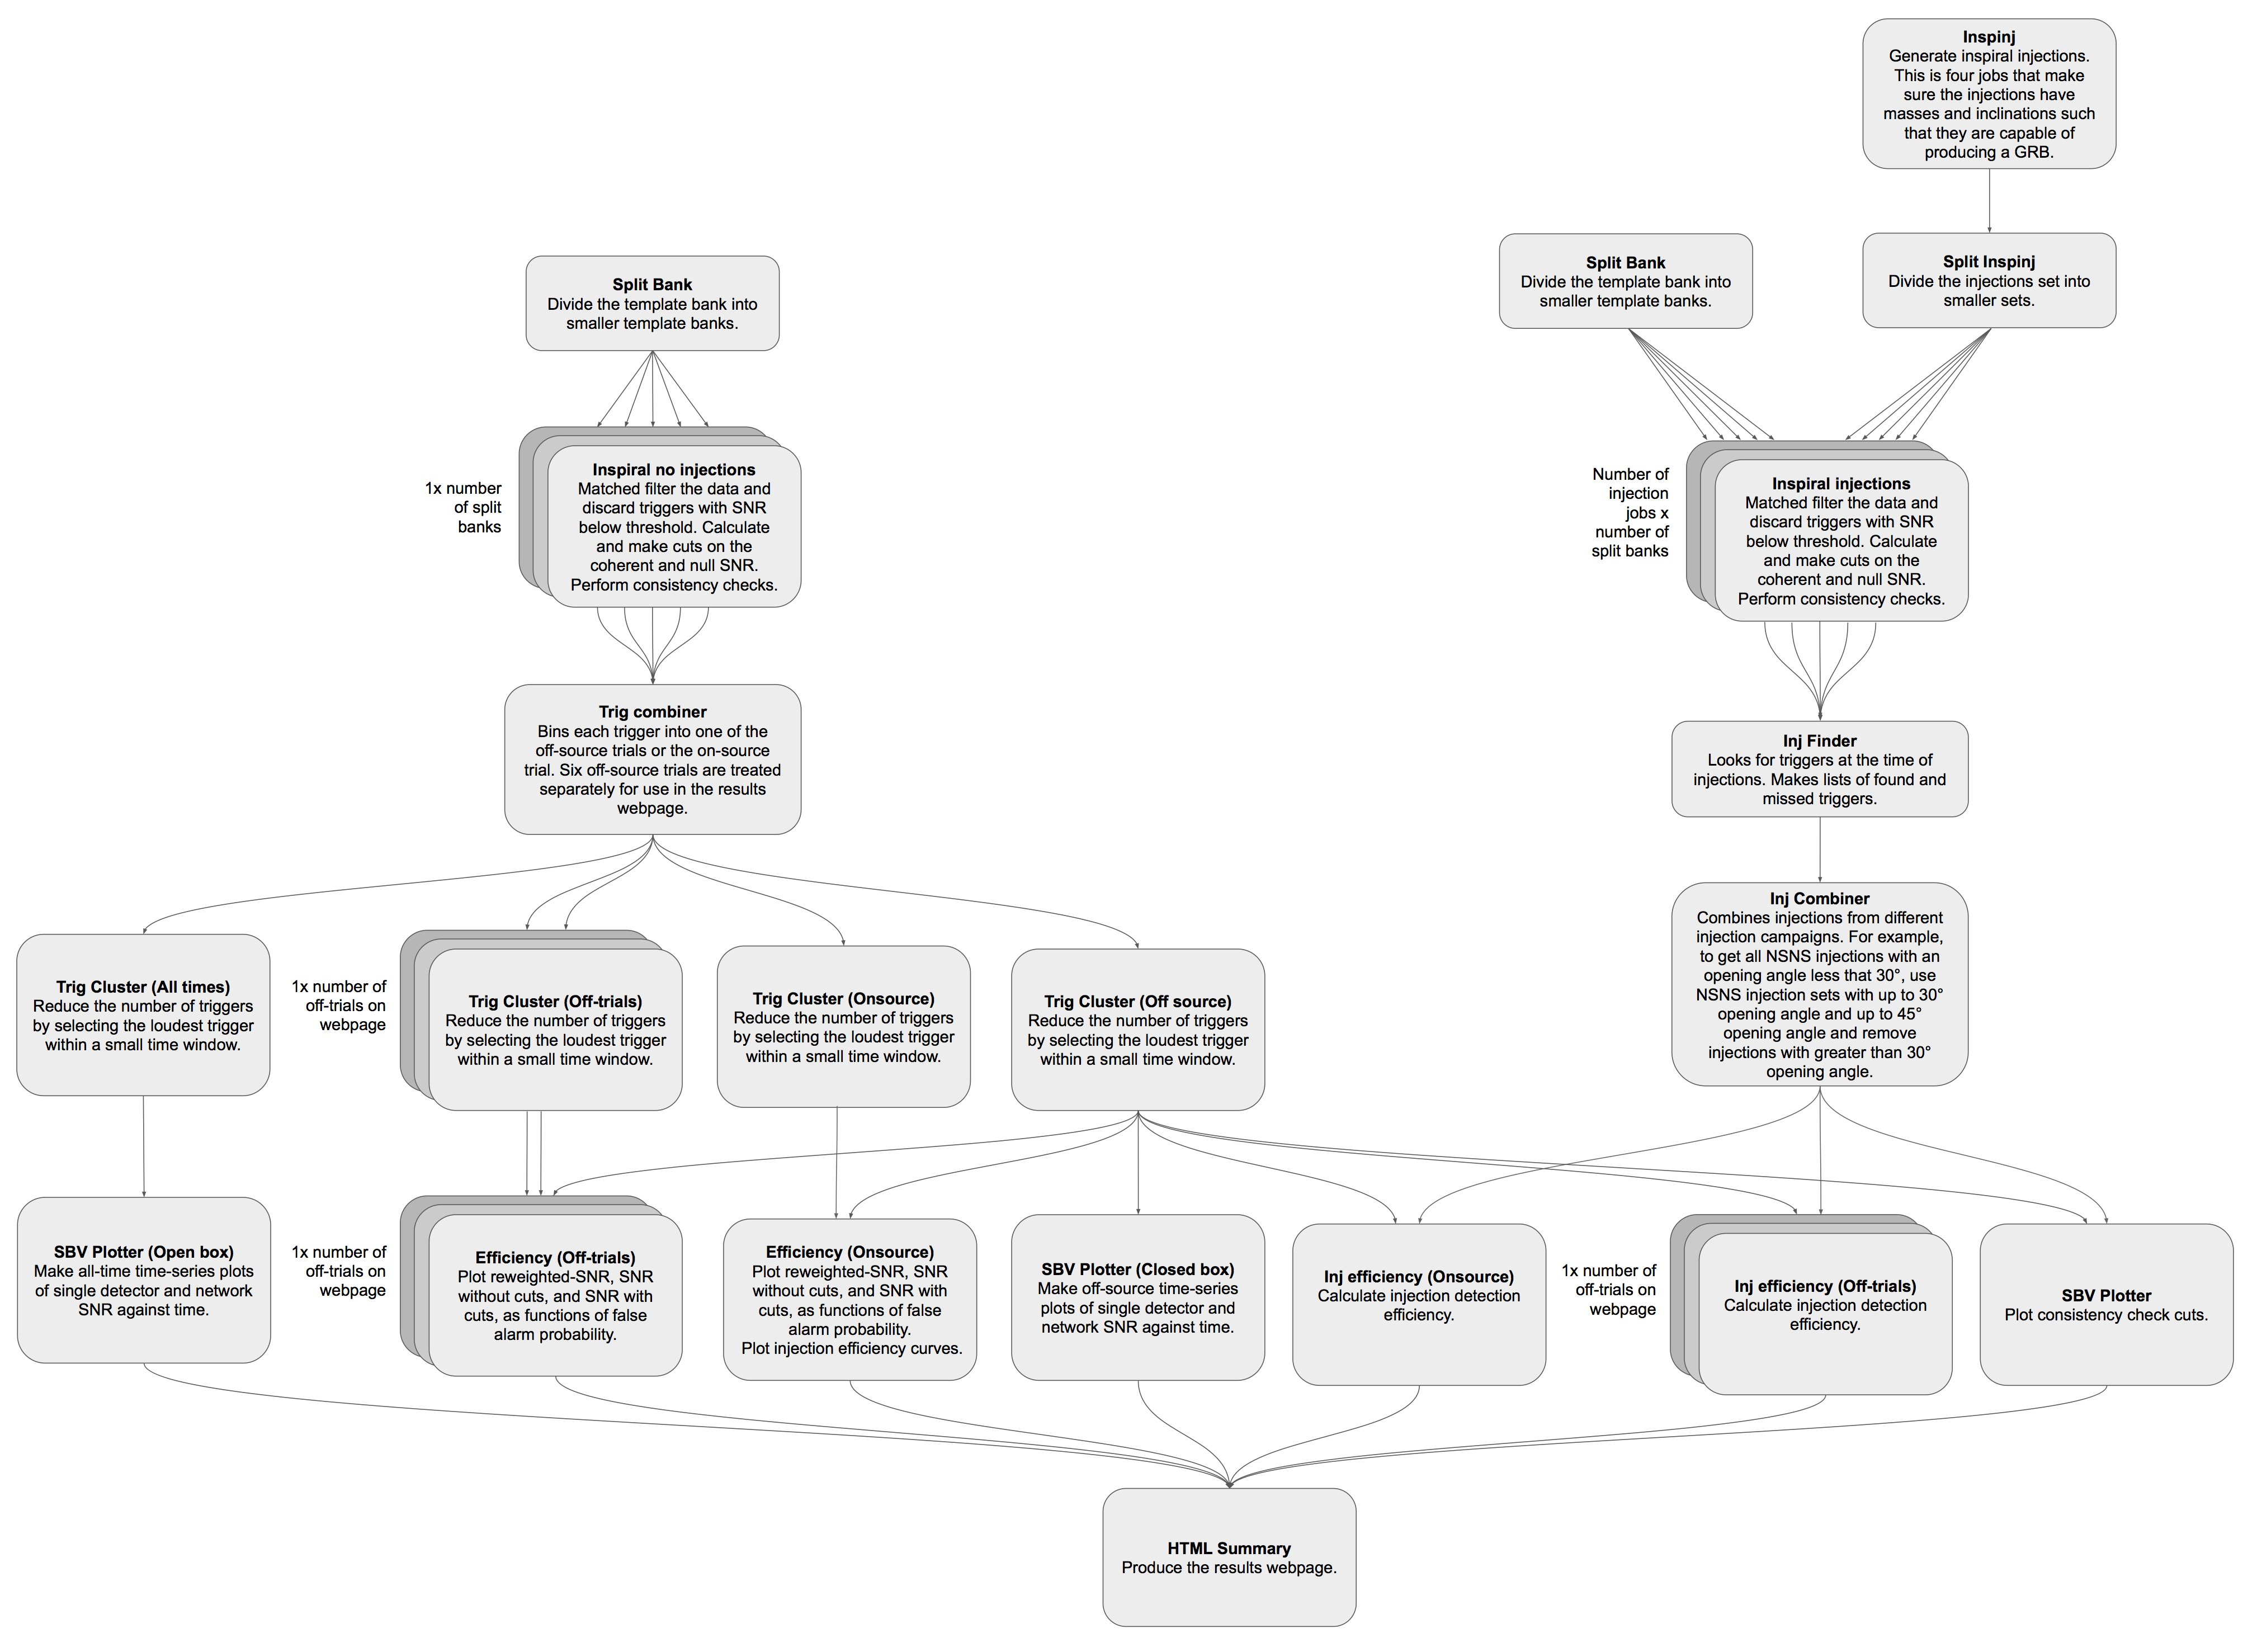 Inspinj
Generate inspiral injections.
This is four jobs that make
sure the injections have
masses and inclinations such
that they are capable of
producing a GRB.
Split Bank
Divide the template bank into
smaller template banks.
Split Bank
Divide the template bank into
smaller template banks.
Split Inspinj
Divide the injections set into
smaller sets.
1x number
of split
banks
Inspiral no injections
Matched filter the data and
discard triggers with SNR
below threshold. Calculate
and make cuts on the
coherent and null SNR.
Perform consistency checks.
Number of
injection
jobs x
number of
split banks
Inspiral injections
Matched filter the data and
discard triggers with SNR
below threshold. Calculate
and make cuts on the
coherent and null SNR.
Perform consistency checks.
Trig combiner
Bins each trigger into one of the
off-source trials or the on-source
trial. Six off-source trials are treated
separately for use in the results
webpage.
Inj Finder
Looks for triggers at the time of
injections. Makes lists of found and
missed triggers.
Trig Cluster (All times)
Reduce the number of triggers
by selecting the loudest trigger
within a small time window.
1x number of
off-trials on
webpage
Trig Cluster (Off-trials)
Reduce the number of triggers
by selecting the loudest trigger
within a small time window.
Trig Cluster (Onsource)
Reduce the number of triggers
by selecting the loudest trigger
within a small time window.
Trig Cluster (Off source)
Reduce the number of triggers
by selecting the loudest trigger
within a small time window.
Inj Combiner
Combines injections from different
injection campaigns. For example,
to get all NSNS injections with an
opening angle less that 30°, use
NSNS injection sets with up to 30°
opening angle and up to 45°
opening angle and remove
injections with greater than 30°
opening angle.
SBV Plotter (Open box)
Make all-time time-series plots
of single detector and network
SNR against time.
1x number of
off-trials on
webpage
Efficiency (Off-trials)
Plot reweighted-SNR, SNR
without cuts, and SNR with
cuts, as functions of false
alarm probability.
Efficiency (Onsource)
Plot reweighted-SNR, SNR
without cuts, and SNR with
cuts, as functions of false
alarm probability.
Plot injection efficiency curves.
SBV Plotter (Closed box)
Make off-source time-series
plots of single detector and
network SNR against time.
Inj efficiency (Onsource)
Calculate injection detection
efficiency.
1x number of
off-trials on
webpage
Inj efficiency (Off-trials)
Calculate injection detection
efficiency.
SBV Plotter
Plot consistency check cuts.
HTML Summary
Produce the results webpage.